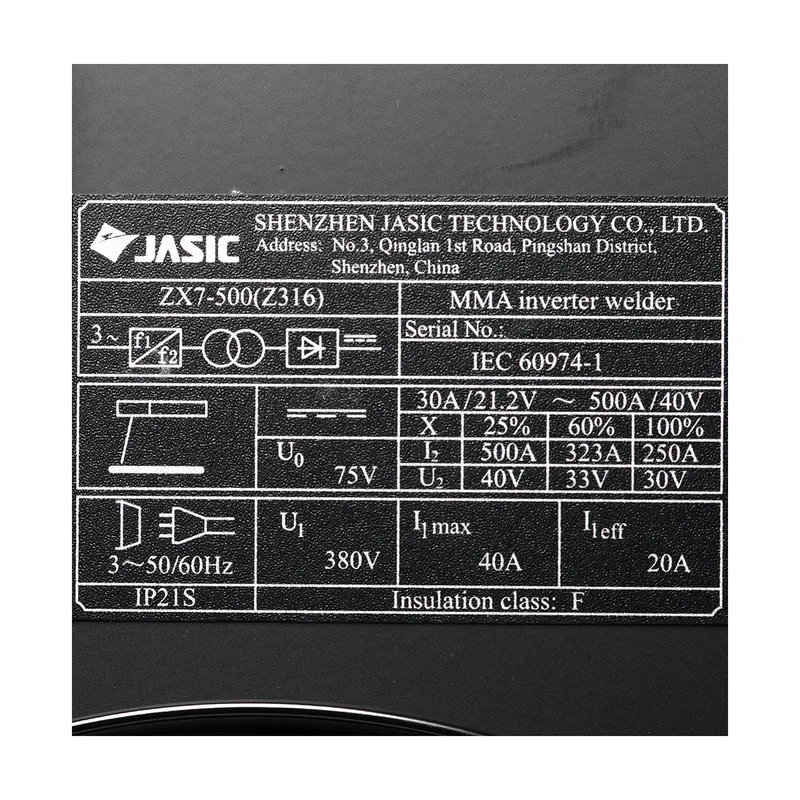 JASIC
SHENZHEN JASIC TECHNOLOGY CO., LTD.
Address: No.3, Qinglan 1st Road, Pingshan District,
Shenzhen, China
ZX7-500(Z316)
MMA inverter welder
3~ f1 f2
Serial No.:
IEC 60974-1
30A/21.2V ~ 500A/40V
X 25% 60% 100%
U0 75V
I2 500A 323A 250A
U2 40V 33V 30V
3~50/60Hz
U1 380V
I1max 40A
I1eff 20A
IP21S
Insulation class: F